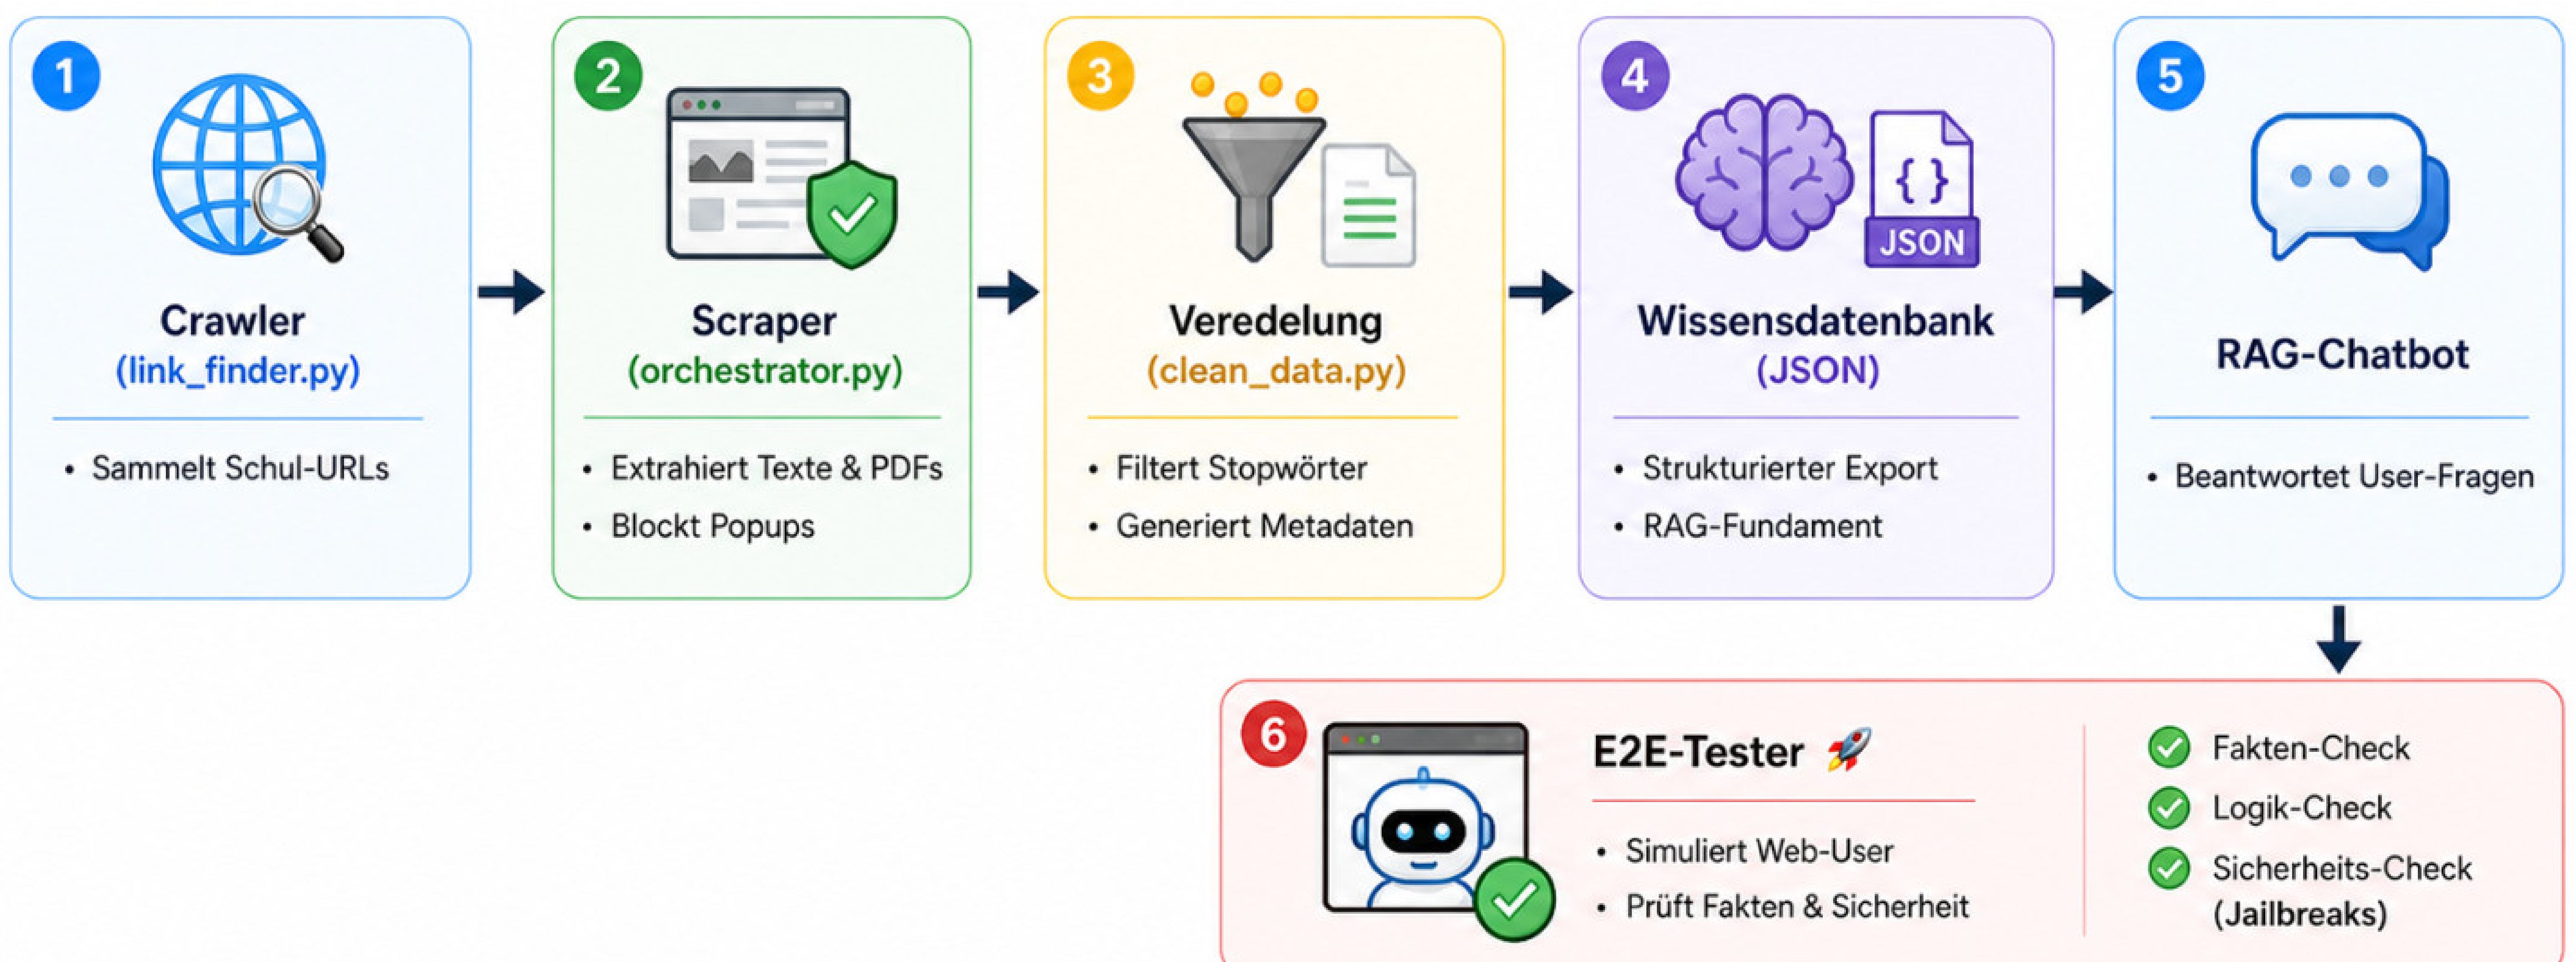 1
Crawler
(link_finder.py)
• Sammelt Schul-URLs
2
Scraper
(orchestrator.py)
• Extrahiert Texte & PDFs
• Blockt Popups
3
Veredelung
(clean_data.py)
• Filtert Stopwörter
• Generiert Metadaten
4
{ }
JSON
Wissensdatenbank
(JSON)
• Strukturierter Export
• RAG-Fundament
5
RAG-Chatbot
• Beantwortet User-Fragen
6
E2E-Tester 🚀
• Simuliert Web-User
• Prüft Fakten & Sicherheit
Fakten-Check
Logik-Check
Sicherheits-Check
(Jailbreaks)